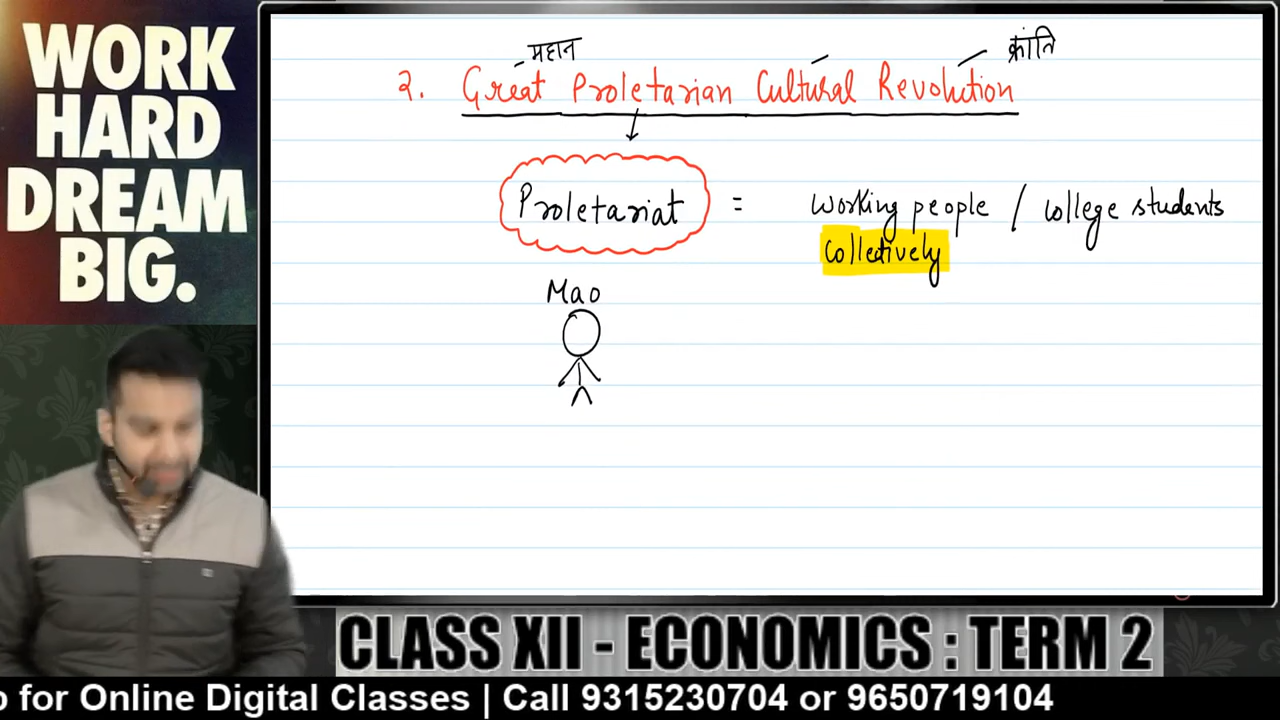 WORK
HARD
DREAM
BIG.
महान
क्रांति
2. Great Proletarian Cultural Revolution
Proletariat = working people / college students
collectively
Mao
CLASS XII - ECONOMICS : TERM 2
p for Online Digital Classes | Call 9315230704 or 9650719104